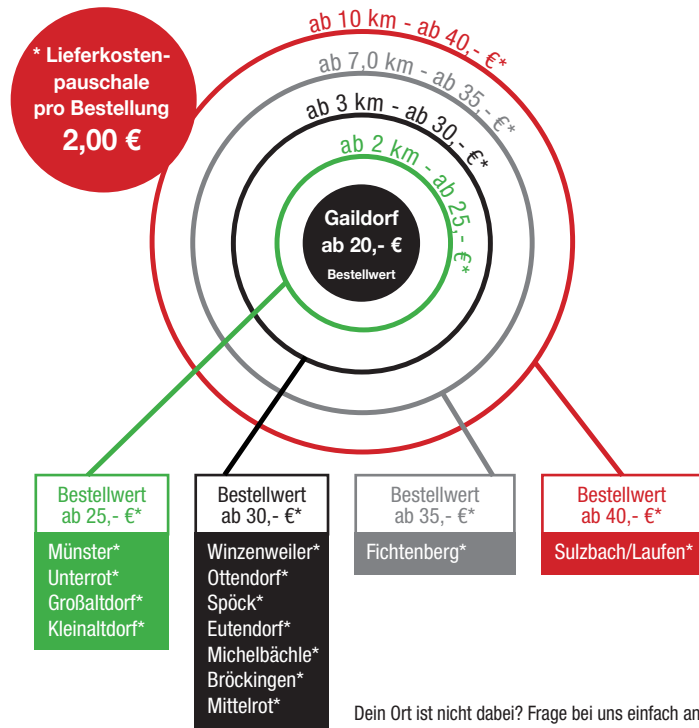 * Lieferkosten-
pauschale
pro Bestellung
2,00 €
ab 10 km - ab 40,- €*
ab 7,0 km - ab 35,- €*
ab 3 km - ab 30,- €*
ab 2 km - ab 25,- €*
Gaildorf
ab 20,- €
Bestellwert
Bestellwert
ab 25,- €*
Münster*
Unterrot*
Großaltdorf*
Kleinaltdorf*
Bestellwert
ab 30,- €*
Winzenweiler*
Ottendorf*
Spöck*
Eutendorf*
Michelbächle*
Bröckingen*
Mittelrot*
Bestellwert
ab 35,- €*
Fichtenberg*
Bestellwert
ab 40,- €*
Sulzbach/Laufen*
Dein Ort ist nicht dabei? Frage bei uns einfach an